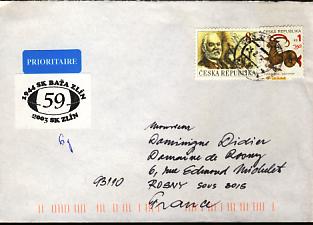 PRIORITAIRE
ČESKÁ REPUBLIKA
ČESKÁ REPUBLIKA
1944 SK BAŤA ZLÍN
59
2003 SK ZLÍN
6g
Monsieur
Dominique Didier
Domaine de Rosny
6, rue Edmond Michelet
93110 ROSNY SOUS BOIS
France